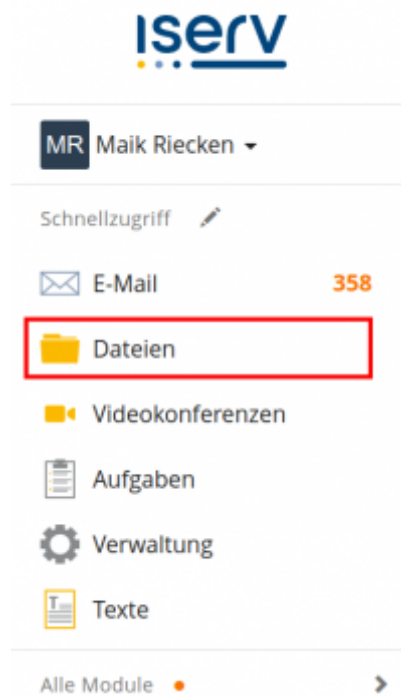 iserv
MR Maik Riecken
Schnellzugriff
E-Mail 358
Dateien
Videokonferenzen
Aufgaben
Verwaltung
Texte
Alle Module